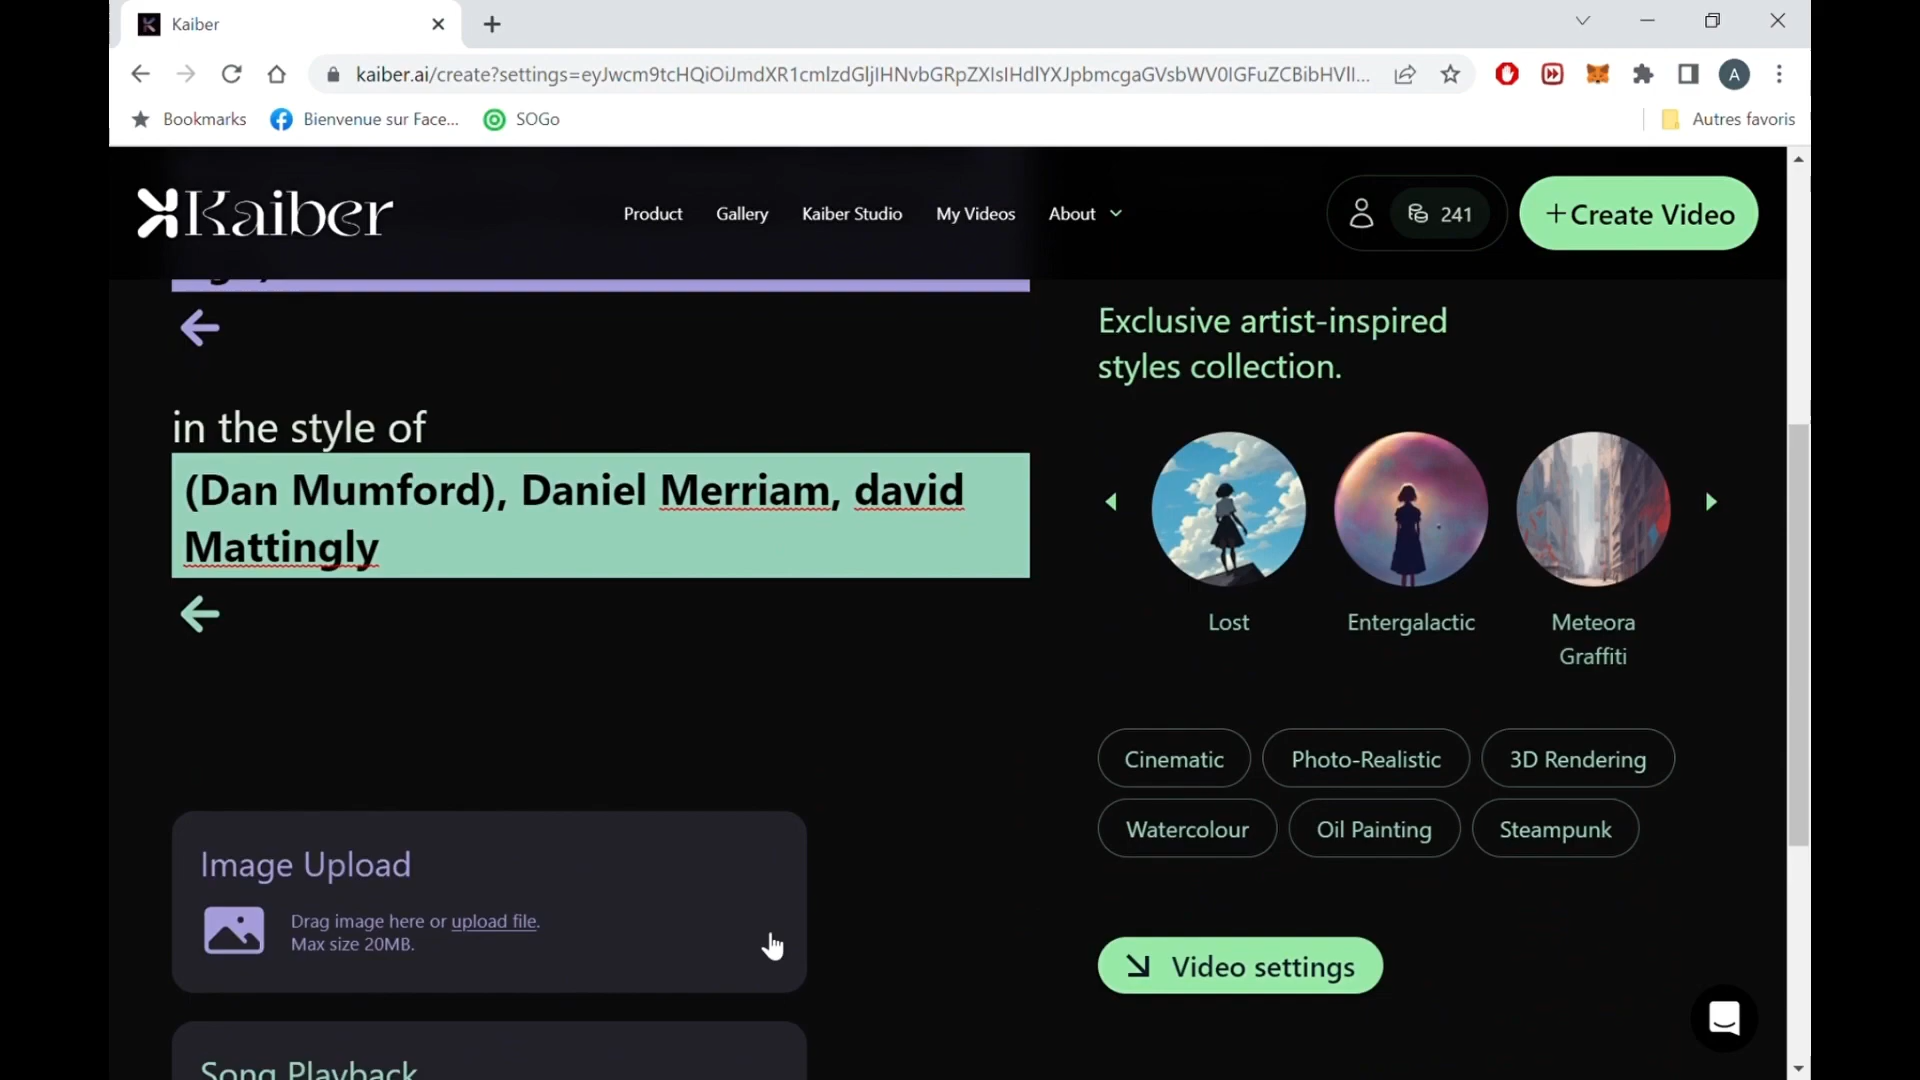 Kaiber
kaiber.ai/create?settings=eyJwcm9tcHQiOiJmdXR1cmlzdGljIHNvbGRpZXIsIHdlYXJpbmcgaGVsbWV0IGFuZCBibHVlI...
Bookmarks
Bienvenue sur Face...
SOGo
Autres favoris
Kaiber
Product
Gallery
Kaiber Studio
My Videos
About
241
+Create Video
in the style of
(Dan Mumford), Daniel Merriam, david
Mattingly
Exclusive artist-inspired
styles collection.
Lost
Entergalactic
Meteora
Graffiti
Cinematic
Photo-Realistic
3D Rendering
Watercolour
Oil Painting
Steampunk
Image Upload
Drag image here or upload file.
Max size 20MB.
Video settings
Song Playback
A